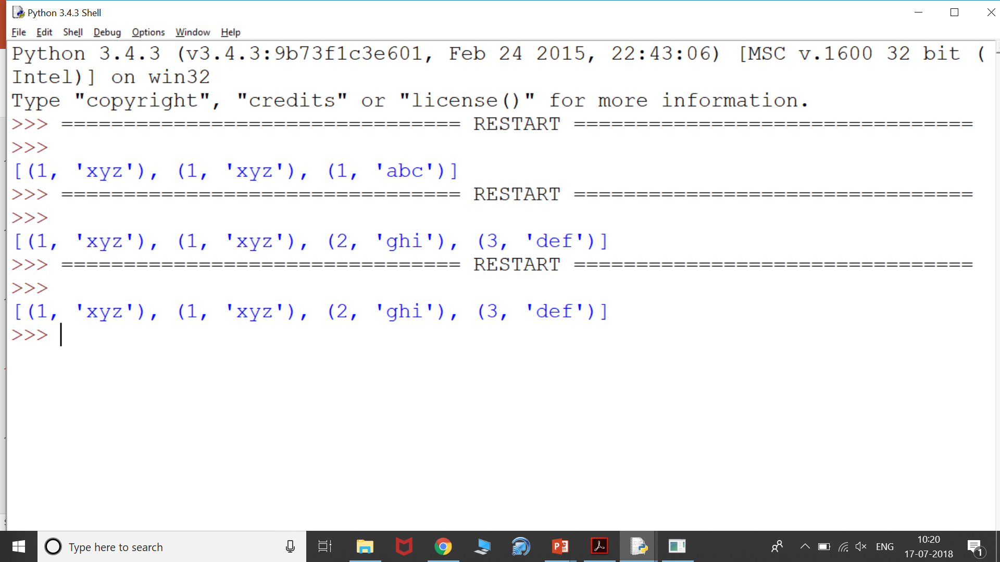 Python 3.4.3 Shell
File Edit Shell Debug Options Window Help
Python 3.4.3 (v3.4.3:9b73f1c3e601, Feb 24 2015, 22:43:06) [MSC v.1600 32 bit (
Intel)] on win32
Type "copyright", "credits" or "license()" for more information.
>>> ================================ RESTART ================================
>>>
[(1, 'xyz'), (1, 'xyz'), (1, 'abc')]
>>> ================================ RESTART ================================
>>>
[(1, 'xyz'), (1, 'xyz'), (2, 'ghi'), (3, 'def')]
>>> ================================ RESTART ================================
>>>
[(1, 'xyz'), (1, 'xyz'), (2, 'ghi'), (3, 'def')]
>>>
Type here to search
ENG
10:20
17-07-2018
1